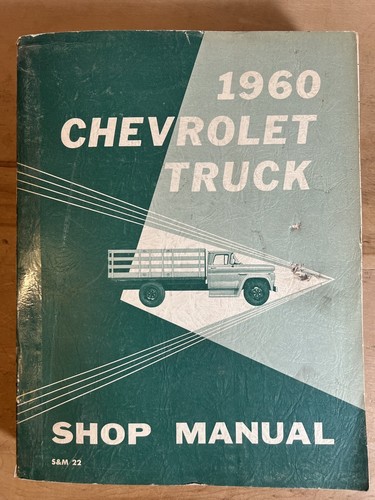 1960
CHEVROLET
TRUCK
SHOP MANUAL
S&M 22